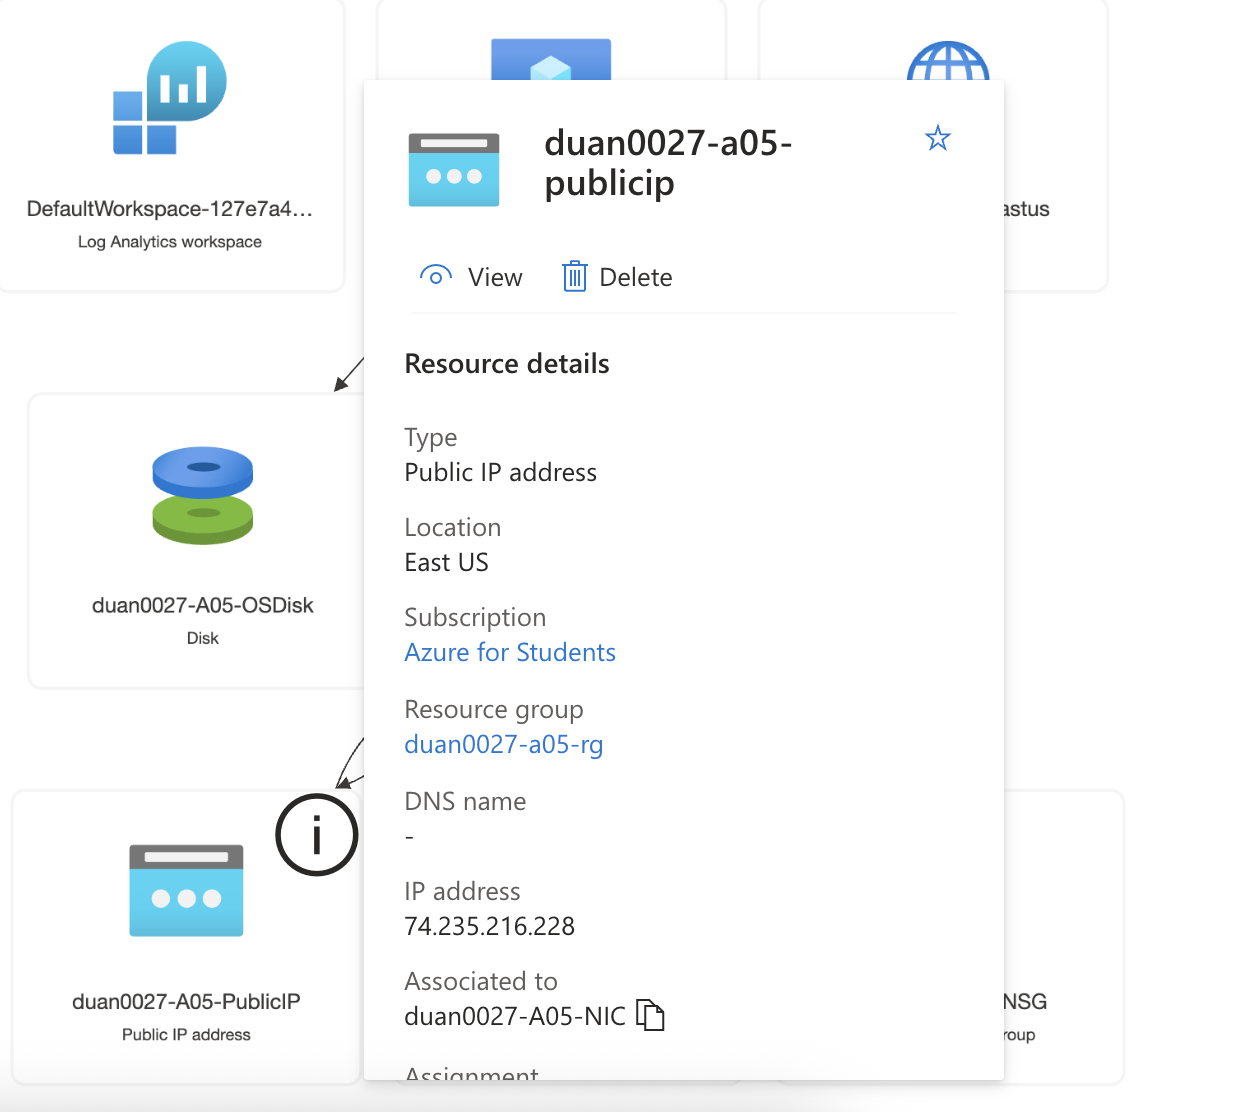 DefaultWorkspace-127e7a4...
Log Analytics workspace
astus
duan0027-a05-
publicip
View
Delete
Resource details
Type
Public IP address
Location
East US
Subscription
Azure for Students
Resource group
duan0027-a05-rg
DNS name
-
IP address
74.235.216.228
Associated to
duan0027-A05-NIC
Assignment
duan0027-A05-OSDisk
Disk
i
duan0027-A05-PublicIP
Public IP address
NSG
roup